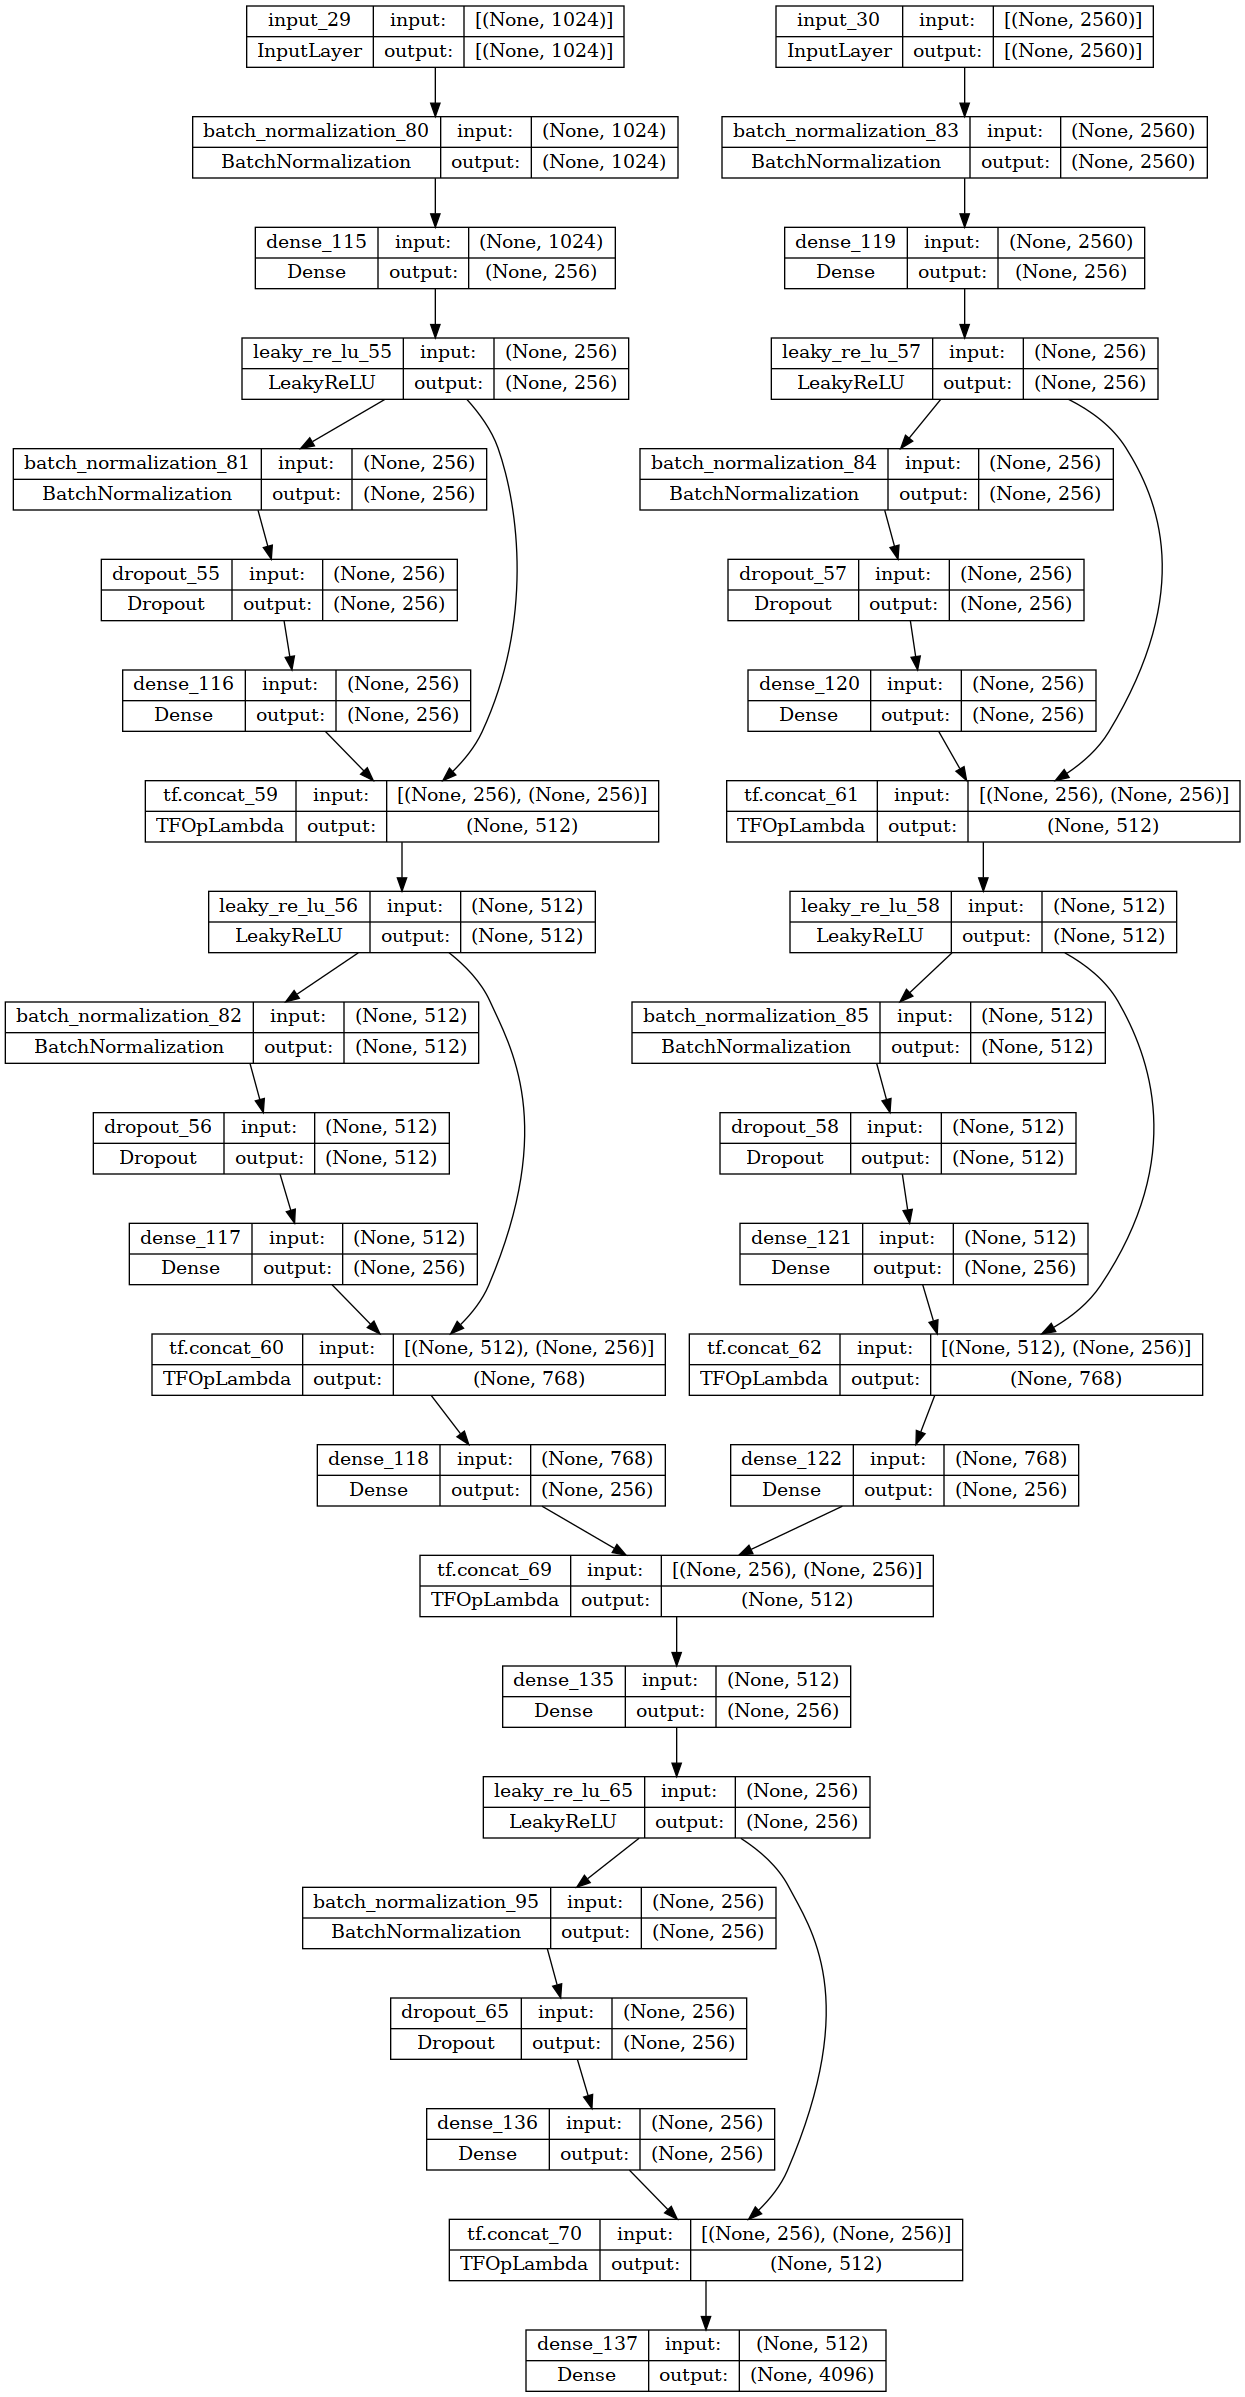 input_29 input: [(None, 1024)]
InputLayer output: [(None, 1024)]
input_30 input: [(None, 2560)]
InputLayer output: [(None, 2560)]
batch_normalization_80 input: (None, 1024)
BatchNormalization output: (None, 1024)
batch_normalization_83 input: (None, 2560)
BatchNormalization output: (None, 2560)
dense_115 input: (None, 1024)
Dense output: (None, 256)
dense_119 input: (None, 2560)
Dense output: (None, 256)
leaky_re_lu_55 input: (None, 256)
LeakyReLU output: (None, 256)
leaky_re_lu_57 input: (None, 256)
LeakyReLU output: (None, 256)
batch_normalization_81 input: (None, 256)
BatchNormalization output: (None, 256)
batch_normalization_84 input: (None, 256)
BatchNormalization output: (None, 256)
dropout_55 input: (None, 256)
Dropout output: (None, 256)
dropout_57 input: (None, 256)
Dropout output: (None, 256)
dense_116 input: (None, 256)
Dense output: (None, 256)
dense_120 input: (None, 256)
Dense output: (None, 256)
tf.concat_59 input: [(None, 256), (None, 256)]
TFOpLambda output: (None, 512)
tf.concat_61 input: [(None, 256), (None, 256)]
TFOpLambda output: (None, 512)
leaky_re_lu_56 input: (None, 512)
LeakyReLU output: (None, 512)
leaky_re_lu_58 input: (None, 512)
LeakyReLU output: (None, 512)
batch_normalization_82 input: (None, 512)
BatchNormalization output: (None, 512)
batch_normalization_85 input: (None, 512)
BatchNormalization output: (None, 512)
dropout_56 input: (None, 512)
Dropout output: (None, 512)
dropout_58 input: (None, 512)
Dropout output: (None, 512)
dense_117 input: (None, 512)
Dense output: (None, 256)
dense_121 input: (None, 512)
Dense output: (None, 256)
tf.concat_60 input: [(None, 512), (None, 256)]
TFOpLambda output: (None, 768)
tf.concat_62 input: [(None, 512), (None, 256)]
TFOpLambda output: (None, 768)
dense_118 input: (None, 768)
Dense output: (None, 256)
dense_122 input: (None, 768)
Dense output: (None, 256)
tf.concat_69 input: [(None, 256), (None, 256)]
TFOpLambda output: (None, 512)
dense_135 input: (None, 512)
Dense output: (None, 256)
leaky_re_lu_65 input: (None, 256)
LeakyReLU output: (None, 256)
batch_normalization_95 input: (None, 256)
BatchNormalization output: (None, 256)
dropout_65 input: (None, 256)
Dropout output: (None, 256)
dense_136 input: (None, 256)
Dense output: (None, 256)
tf.concat_70 input: [(None, 256), (None, 256)]
TFOpLambda output: (None, 512)
dense_137 input: (None, 512)
Dense output: (None, 4096)